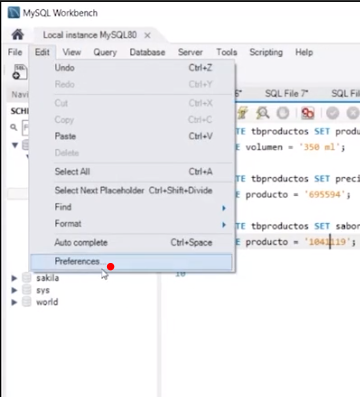 MySQL Workbench
Local instance MySQL80
File Edit View Query Database Server Tools Scripting Help
Undo Ctrl+Z
Redo Ctrl+Y
Cut Ctrl+X
Copy Ctrl+C
Paste Ctrl+V
Delete
Select All Ctrl+A
Select Next Placeholder Ctrl+Shift+Divide
Find
Format
Auto complete Ctrl+Space
Preferences...
SQL File 7*
SQL Fil
TE tbproductos SET produ
E volumen = '350 ml';
TE tbproductos SET preci
E producto = '695594';
TE tbproductos SET sabor
E producto = '1041119';
10
Navi
SCHE
sakila
sys
world